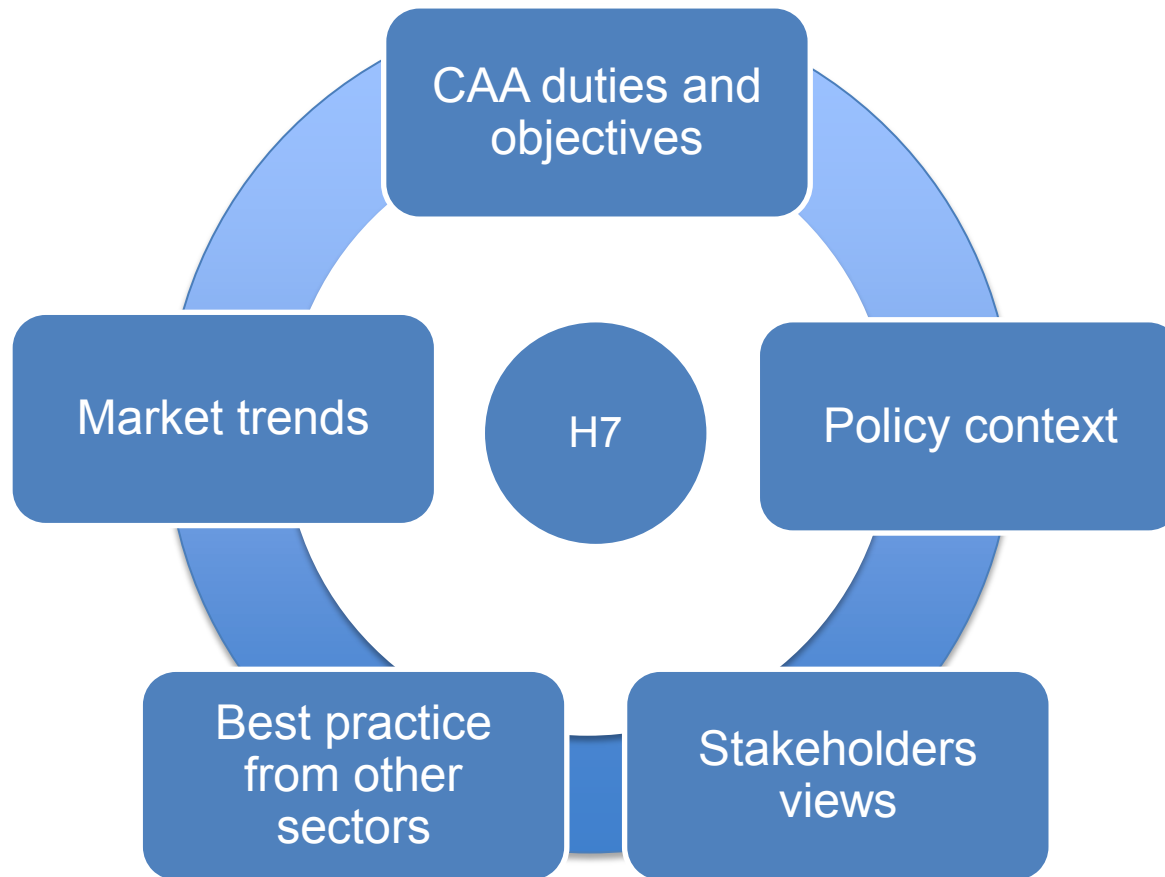 CAA duties and
objectives
Market trends
H7
Policy context
Best practice
from other
sectors
Stakeholders
views